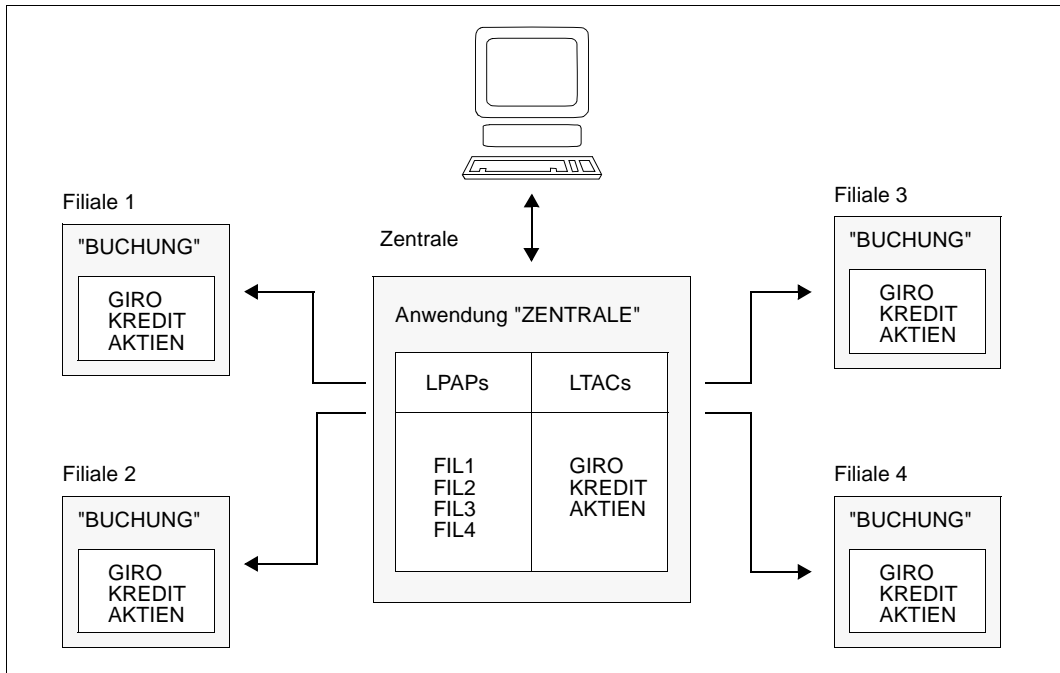 Filiale 1
"BUCHUNG"
GIRO
KREDIT
AKTIEN
Filiale 2
"BUCHUNG"
GIRO
KREDIT
AKTIEN
Zentrale
Anwendung "ZENTRALE"
LPAPs
LTACs
FIL1
FIL2
FIL3
FIL4
GIRO
KREDIT
AKTIEN
Filiale 3
"BUCHUNG"
GIRO
KREDIT
AKTIEN
Filiale 4
"BUCHUNG"
GIRO
KREDIT
AKTIEN